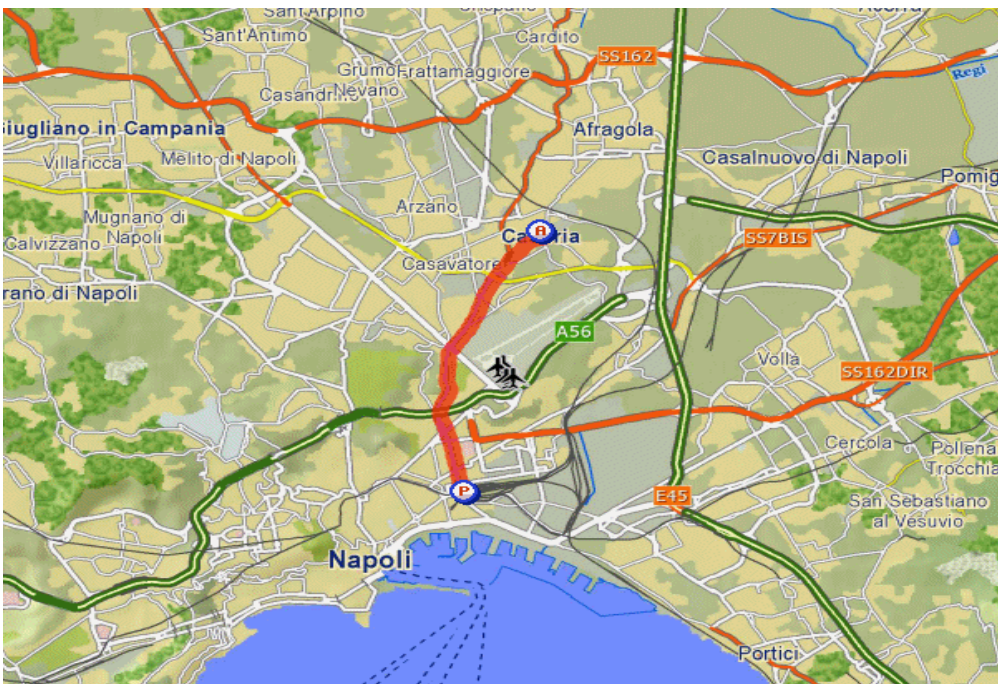 Sant'Arpino
Cardito
Sant'Antimo
SS162
Grumo
Nevano
Frattamaggiore
Regi
Giugliano in Campania
Afragola
Villaricca
Melito di Napoli
Casalnuovo di Napoli
Pomig
Arzano
Mugnano di
Napoli
A
SS7BIS
Calvizzano
Casavatore
rano di Napoli
A56
Volla
SS162DIR
Cercola
Pollena
Trocchia
P
E45
San Sebastiano
al Vesuvio
Napoli
Portici